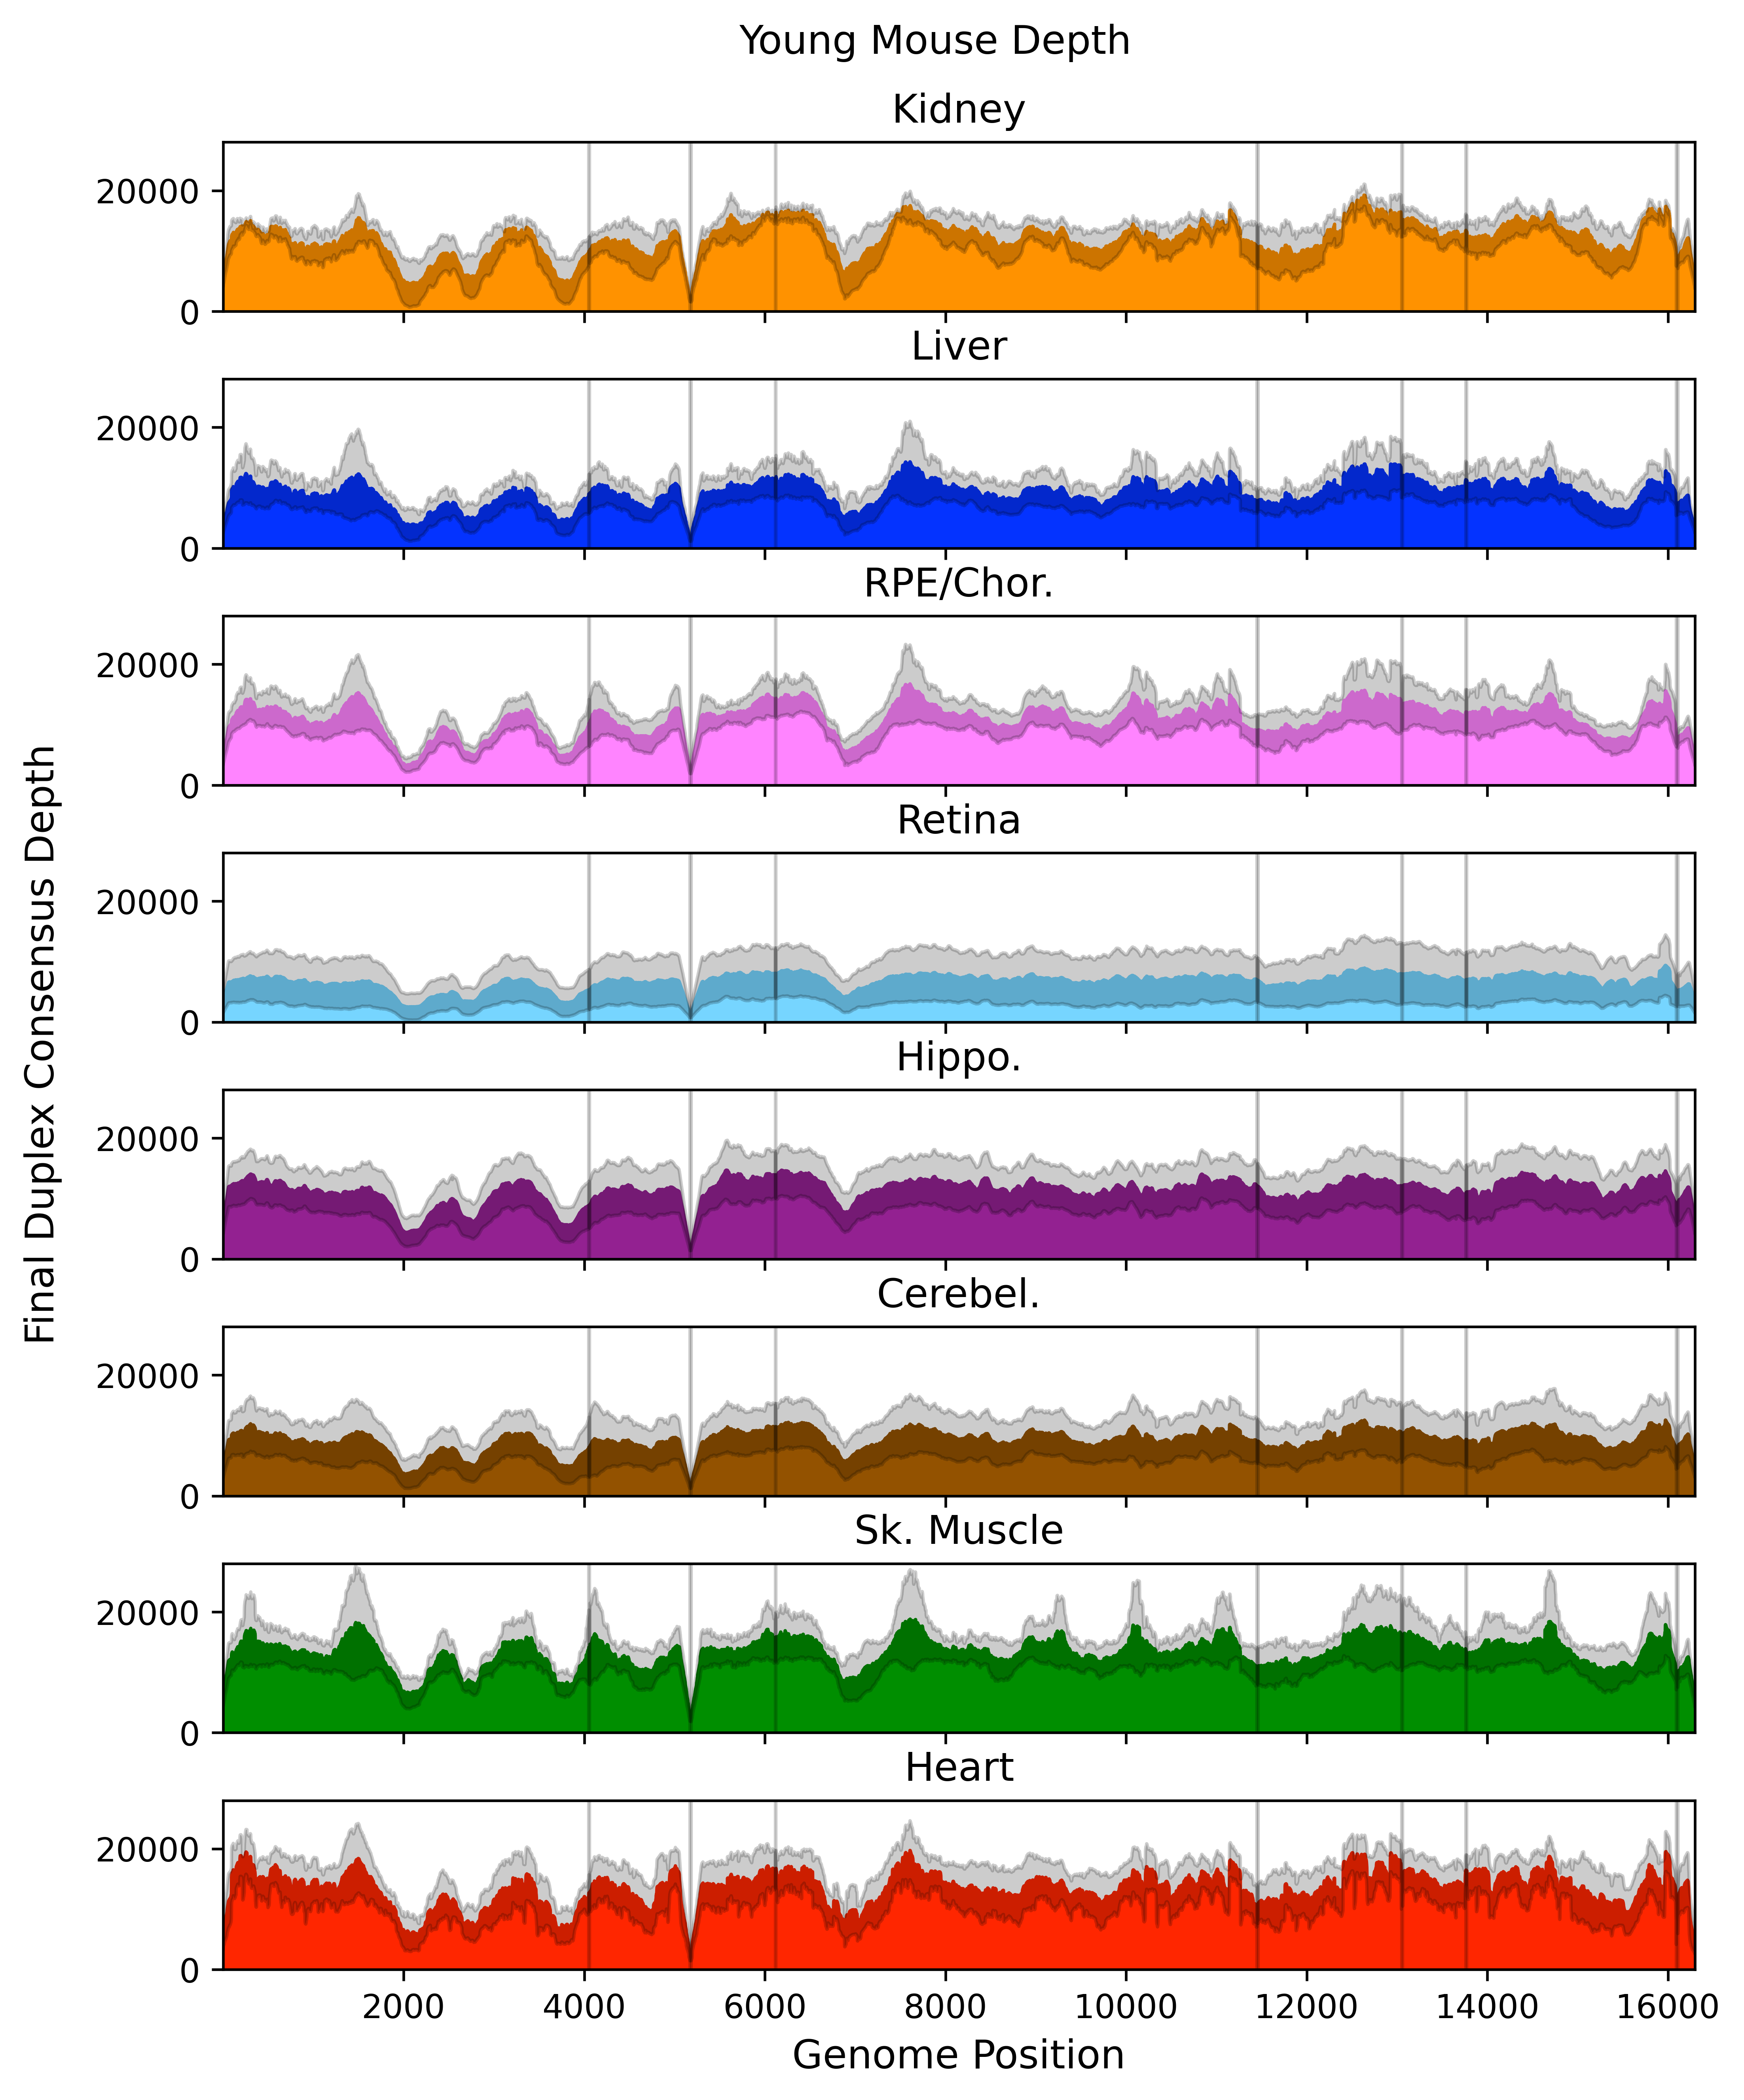 Young Mouse Depth
Kidney
20000
0
Liver
20000
0
RPE/Chor.
20000
0
Retina
20000
0
Hippo.
20000
0
Cerebel.
20000
0
Sk. Muscle
20000
0
Heart
20000
0
2000 4000 6000 8000 10000 12000 14000 16000
Genome Position
Final Duplex Consensus Depth